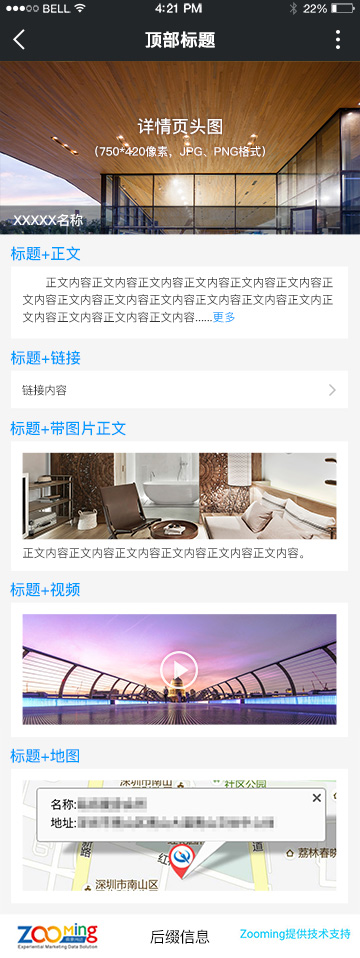 BELL 4:21 PM 22%
顶部标题
详情页头图
(750*420像素，JPG、PNG格式)
XXXXX名称
标题+正文
正文内容正文内容正文内容正文内容正文内容正文内容正
文内容正文内容正文内容正文内容正文内容正文内容正文内正
文内容正文内容正文内容正文内容......更多
标题+链接
链接内容
标题+带图片正文
正文内容正文内容正文内容正文内容正文内容正文内容。
标题+视频
标题+地图
深圳市南山
社区公园
名称:
地址:
荔林春晓
深圳市南山区
ZOOMing
Experiential Marketing Data Solution
后缀信息
Zooming提供技术支持